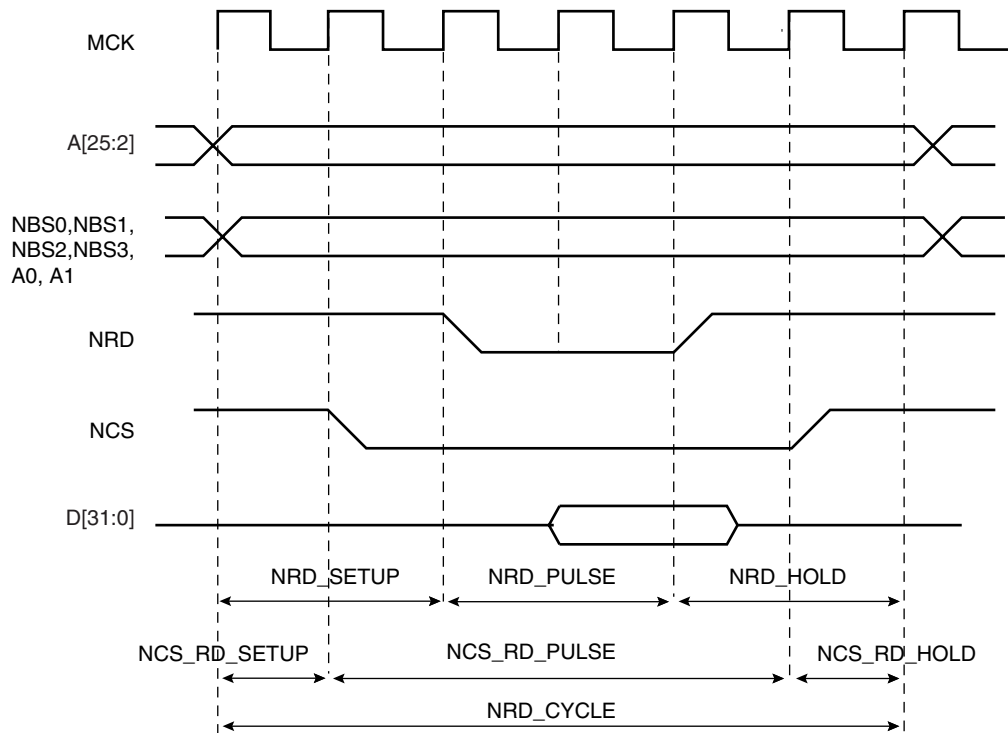 MCK
A[25:2]
NBS0,NBS1,
NBS2,NBS3,
A0, A1
NRD
NCS
D[31:0]
NRD_SETUP NRD_PULSE NRD_HOLD
NCS_RD_SETUP NCS_RD_PULSE NCS_RD_HOLD
NRD_CYCLE